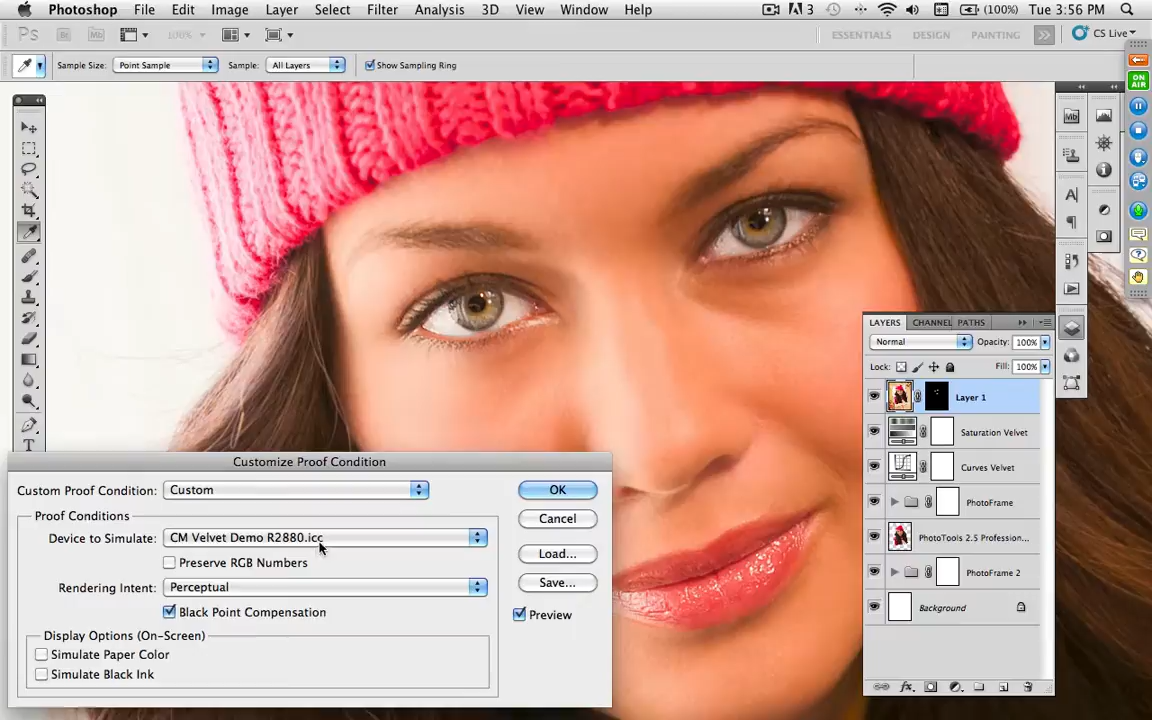 Photoshop File Edit Image Layer Select Filter Analysis 3D View Window Help 3 (100%) Tue 3:56 PM
Ps Br Mb 100% ESSENTIALS DESIGN PAINTING CS Live
Sample Size: Point Sample Sample: All Layers Show Sampling Ring
ON
AIR
Mb
LAYERS CHANNEL PATHS
Normal Opacity: 100%
Lock: Fill: 100%
Layer 1
Saturation Velvet
Curves Velvet
PhotoFrame
PhotoTools 2.5 Profession...
PhotoFrame 2
Background
Customize Proof Condition
Custom Proof Condition: Custom OK
Proof Conditions
Device to Simulate: CM Velvet Demo R2880.icc Cancel
Preserve RGB Numbers Load...
Rendering Intent: Perceptual Save...
Black Point Compensation Preview
Display Options (On-Screen)
Simulate Paper Color
Simulate Black Ink